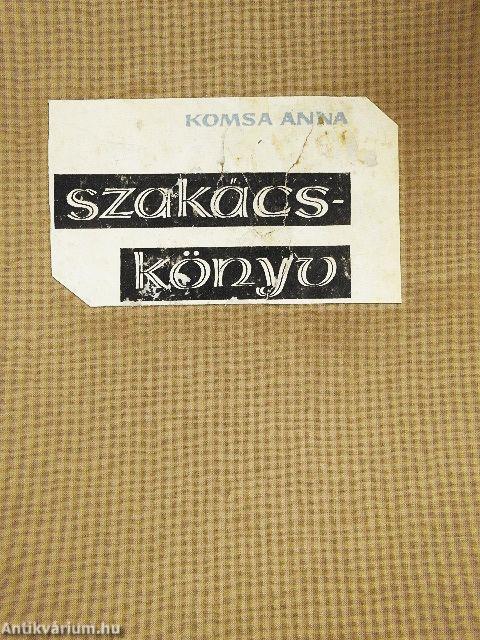 KOMSA ANNA
szakács-
könyv
Antikvárium.hu